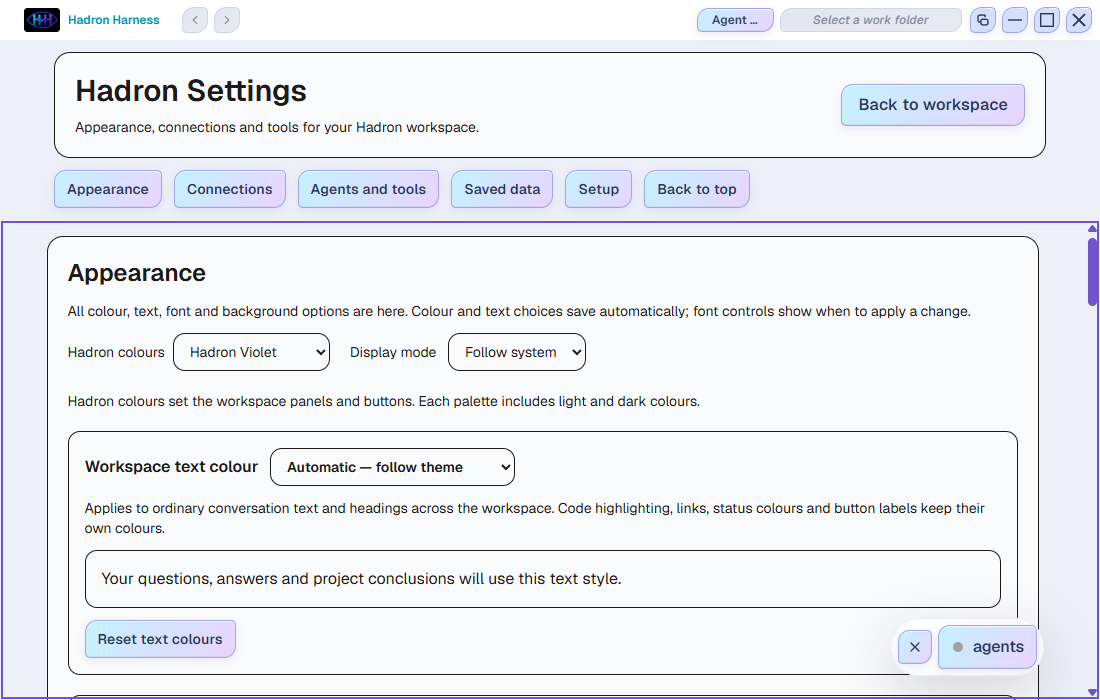 Hadron Harness
Agent ...
Select a work folder
Hadron Settings
Appearance, connections and tools for your Hadron workspace.
Back to workspace
Appearance
Connections
Agents and tools
Saved data
Setup
Back to top
Appearance
All colour, text, font and background options are here. Colour and text choices save automatically; font controls show when to apply a change.
Hadron colours
Hadron Violet
Display mode
Follow system
Hadron colours set the workspace panels and buttons. Each palette includes light and dark colours.
Workspace text colour
Automatic — follow theme
Applies to ordinary conversation text and headings across the workspace. Code highlighting, links, status colours and button labels keep their
own colours.
Your questions, answers and project conclusions will use this text style.
Reset text colours
agents